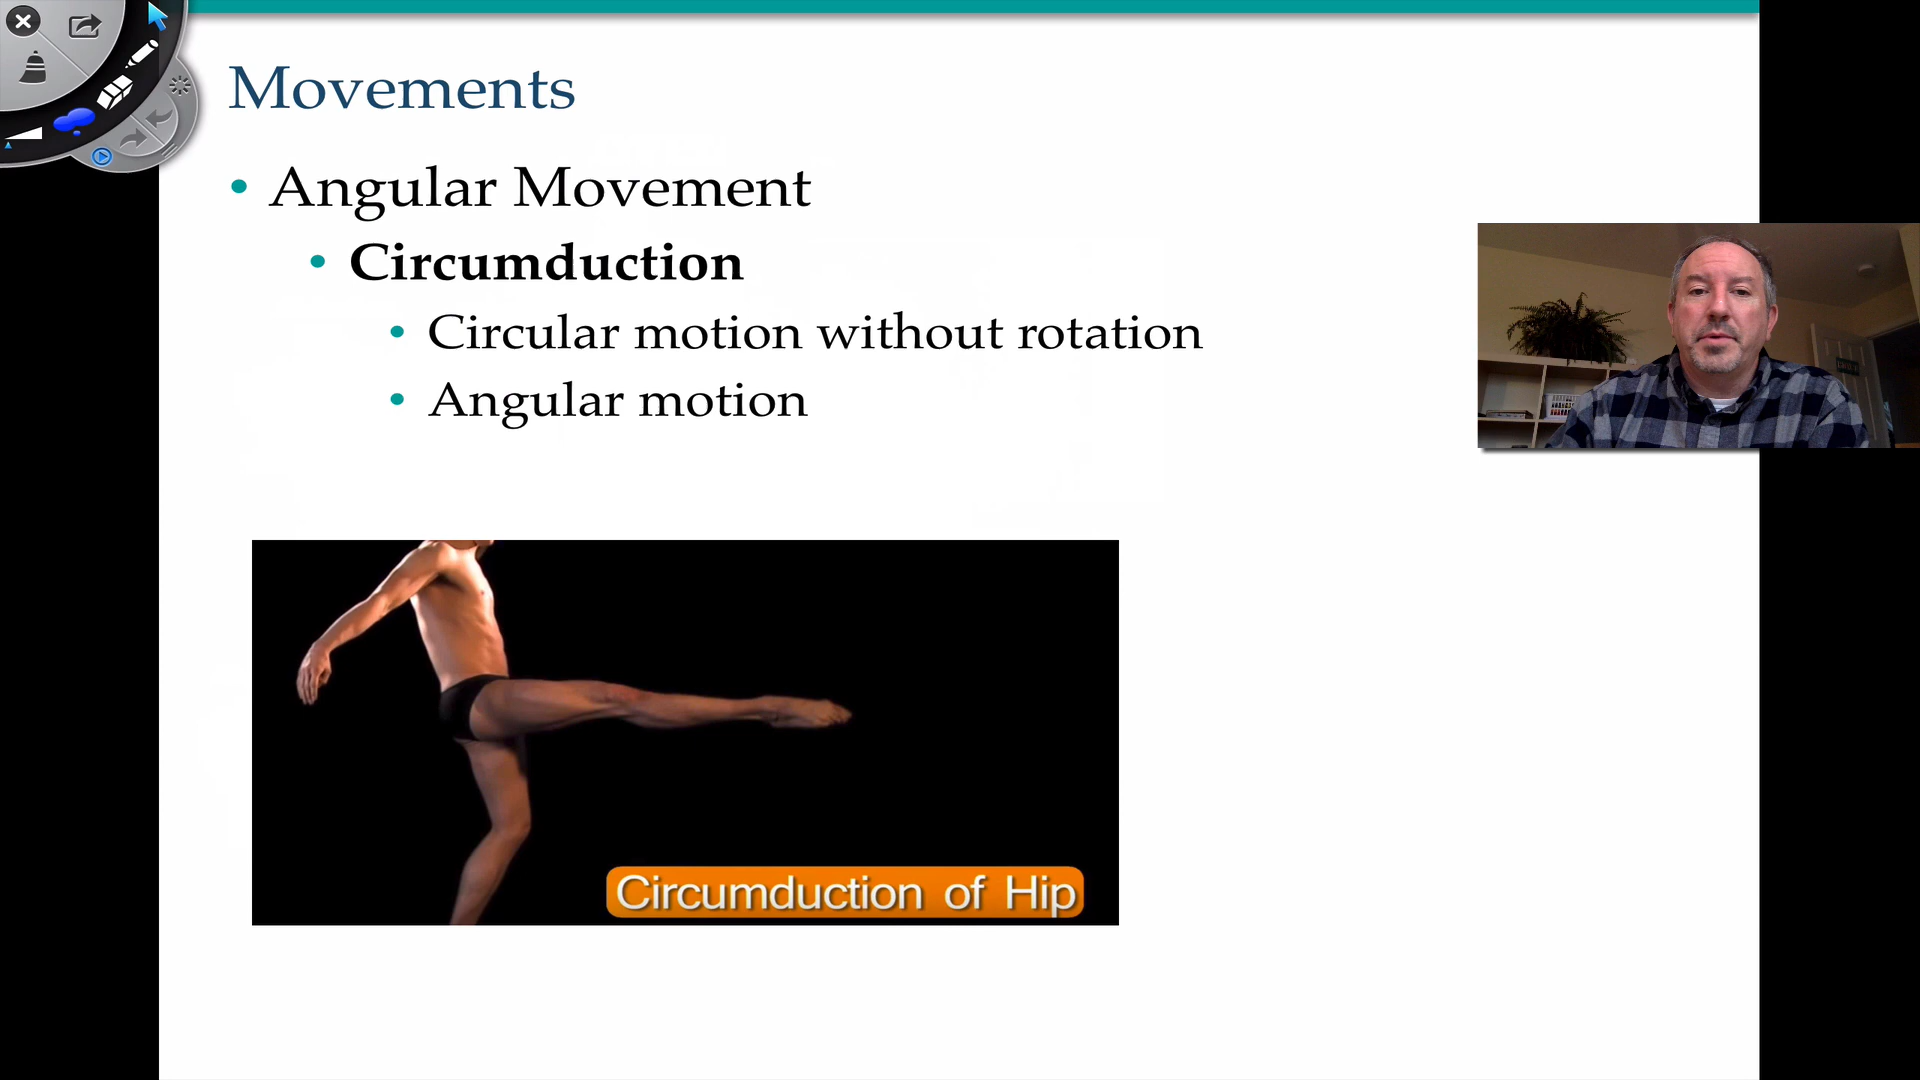 Movements
Angular Movement
Circumduction
Circular motion without rotation
Angular motion
Circumduction of Hip